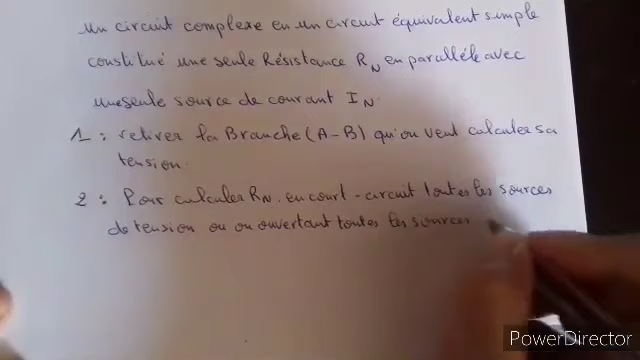 un circuit complexe en un circuit équivalent simple
constitué une seule Résistance RN en parallèle avec
une seule source de courant IN.
1 : retirer la Branche (A-B) qu'on veut calculer sa
tension.
2 : Pour calculer RN. en court-circuit toutes les sources
de tension ou en ouvertant toutes les sources
PowerDirector